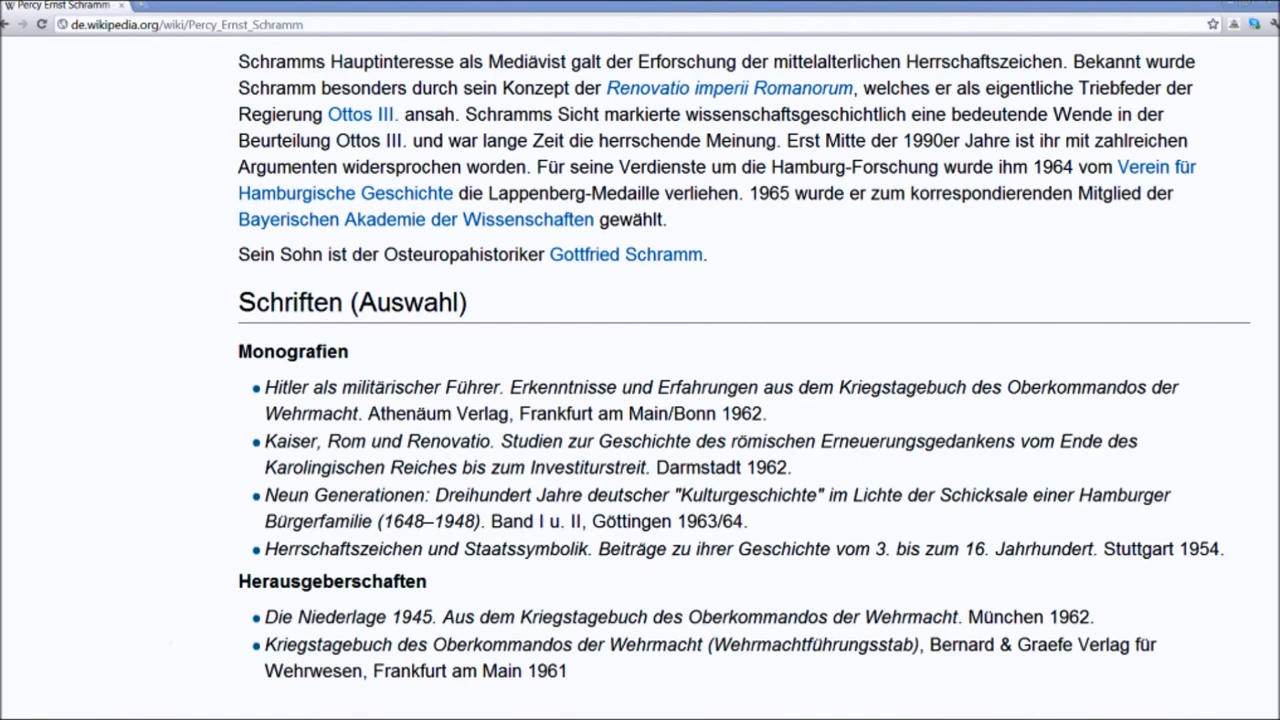 Percy Ernst Schramm
de.wikipedia.org/wiki/Percy_Ernst_Schramm
Schramms Hauptinteresse als Mediävist galt der Erforschung der mittelalterlichen Herrschaftszeichen. Bekannt wurde
Schramm besonders durch sein Konzept der Renovatio imperii Romanorum, welches er als eigentliche Triebfeder der
Regierung Ottos III. ansah. Schramms Sicht markierte wissenschaftsgeschichtlich eine bedeutende Wende in der
Beurteilung Ottos III. und war lange Zeit die herrschende Meinung. Erst Mitte der 1990er Jahre ist ihr mit zahlreichen
Argumenten widersprochen worden. Für seine Verdienste um die Hamburg-Forschung wurde ihm 1964 vom Verein für
Hamburgische Geschichte die Lappenberg-Medaille verliehen. 1965 wurde er zum korrespondierenden Mitglied der
Bayerischen Akademie der Wissenschaften gewählt.
Sein Sohn ist der Osteuropahistoriker Gottfried Schramm.
Schriften (Auswahl)
Monografien
Hitler als militärischer Führer. Erkenntnisse und Erfahrungen aus dem Kriegstagebuch des Oberkommandos der
Wehrmacht. Athenäum Verlag, Frankfurt am Main/Bonn 1962.
Kaiser, Rom und Renovatio. Studien zur Geschichte des römischen Erneuerungsgedankens vom Ende des
Karolingischen Reiches bis zum Investiturstreit. Darmstadt 1962.
Neun Generationen: Dreihundert Jahre deutscher "Kulturgeschichte" im Lichte der Schicksale einer Hamburger
Bürgerfamilie (1648–1948). Band I u. II, Göttingen 1963/64.
Herrschaftszeichen und Staatssymbolik. Beiträge zu ihrer Geschichte vom 3. bis zum 16. Jahrhundert. Stuttgart 1954.
Herausgeberschaften
Die Niederlage 1945. Aus dem Kriegstagebuch des Oberkommandos der Wehrmacht. München 1962.
Kriegstagebuch des Oberkommandos der Wehrmacht (Wehrmachtführungsstab), Bernard & Graefe Verlag für
Wehrwesen, Frankfurt am Main 1961